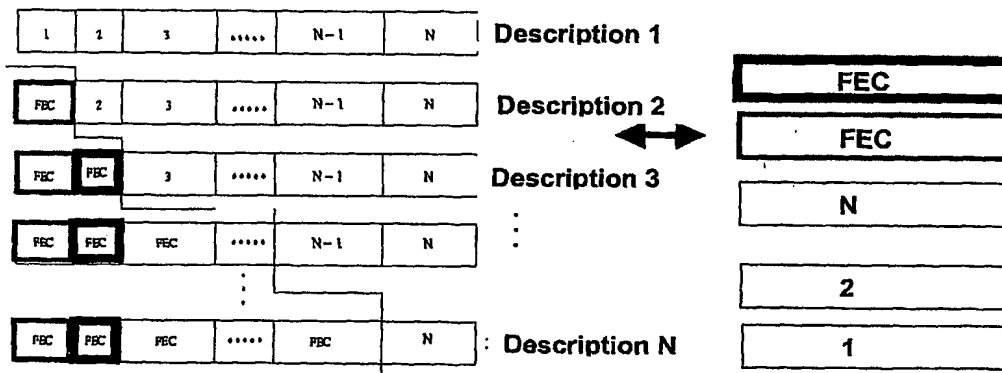 1 2 3 ..... N-1 N Description 1
FEC 2 3 ..... N-1 N Description 2
FEC FEC 3 ..... N-1 N Description 3
FEC FEC FEC ..... N-1 N
FEC FEC FEC ..... FEC N : Description N
FEC
FEC
N
2
1